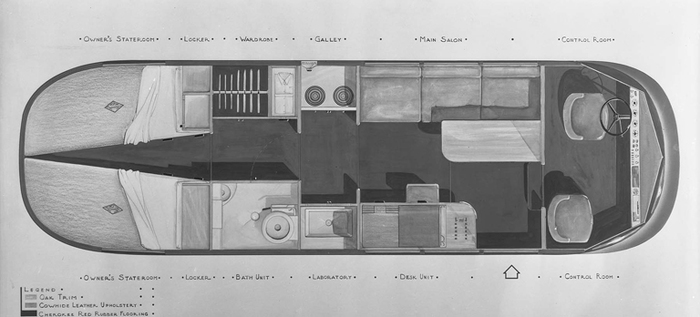 • Owner's Stateroom • • Locker • • • Wardrobe • • • Galley • • • Main Salon • • • Control Room •
• Owner's Stateroom • • Locker • • Bath Unit • • • Laboratory • • • Desk Unit • • • Control Room •
Legend •
Oak Trim •
Cowhide Leather Upholstery •
Cherokee Red Rubber Flooring •